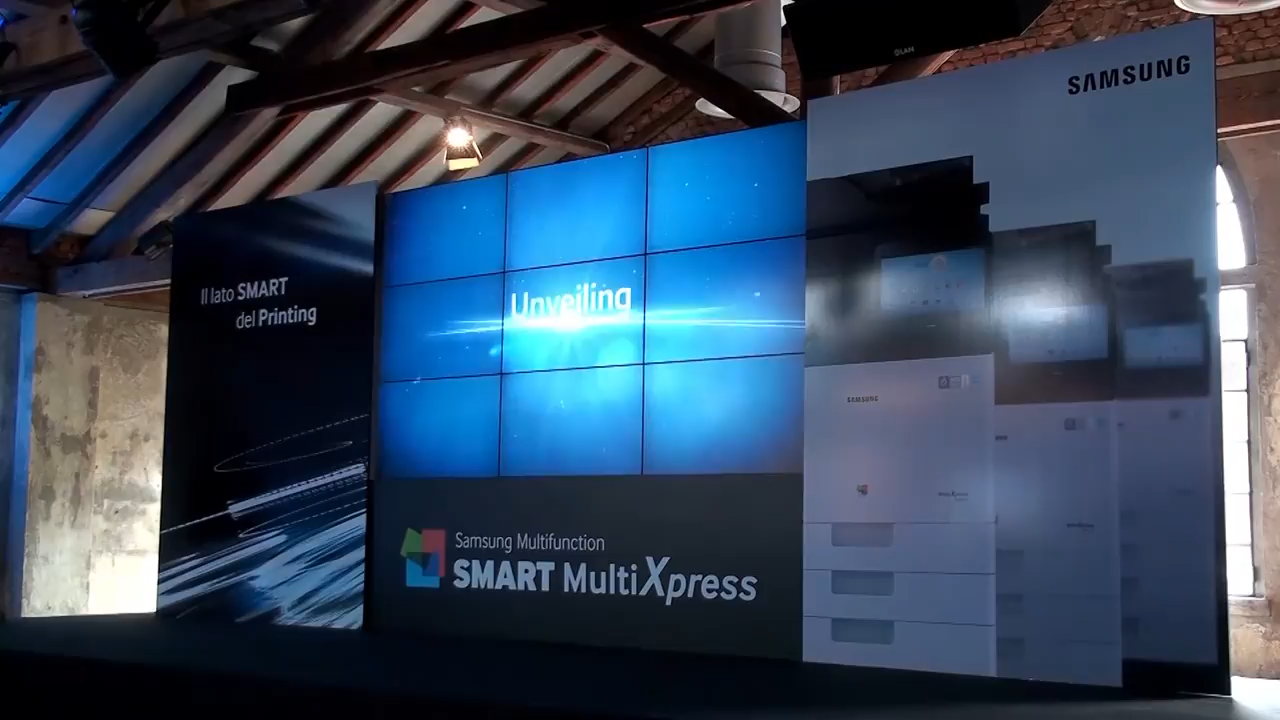 Il lato SMART
del Printing
Unveiling
Samsung Multifunction
SMART MultiXpress
SAMSUNG
SAMSUNG